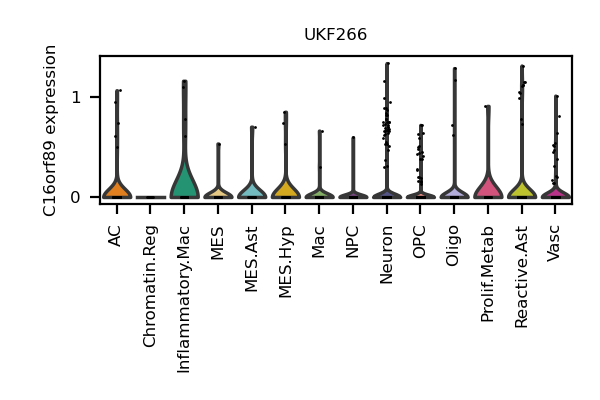 UKF266
C16orf89 expression
1
0
AC
Chromatin.Reg
Inflammatory.Mac
MES
MES.Ast
MES.Hyp
Mac
NPC
Neuron
OPC
Oligo
Prolif.Metab
Reactive.Ast
Vasc